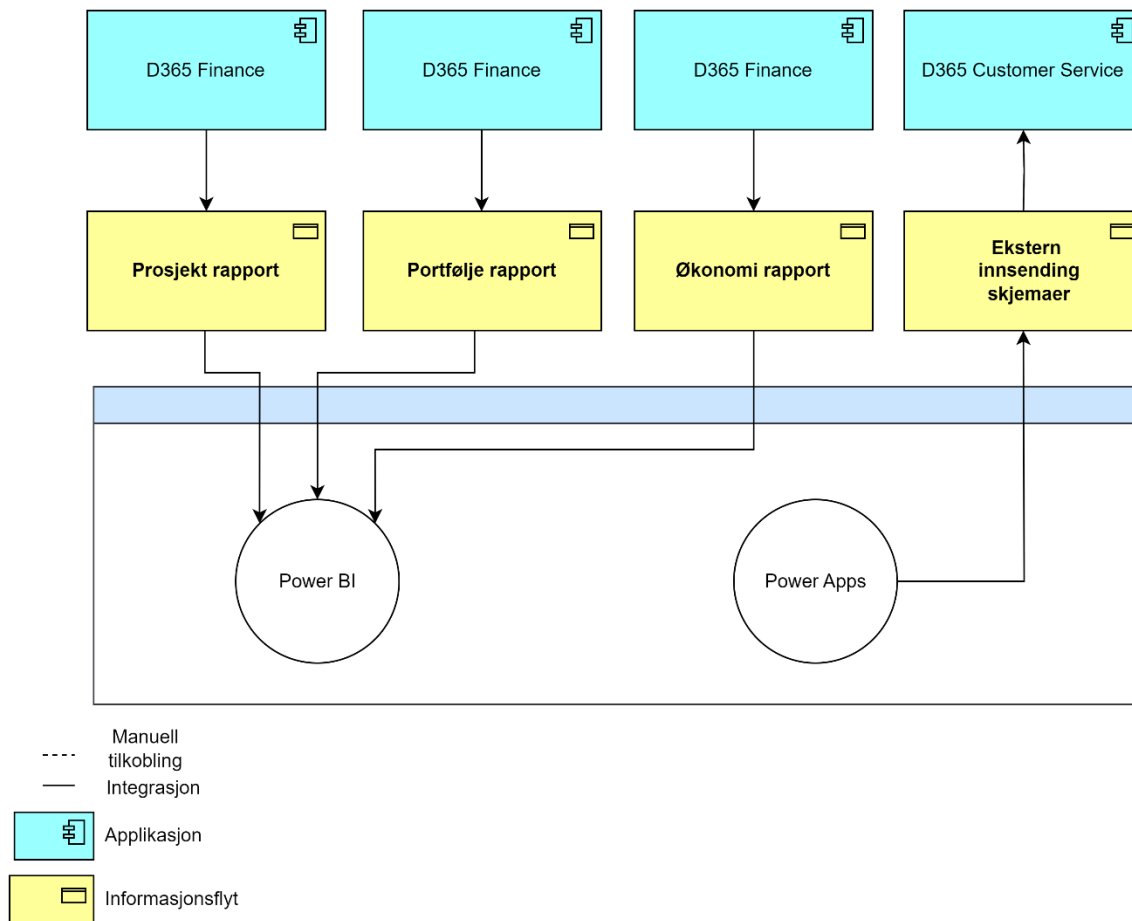 D365 Finance
D365 Finance
D365 Finance
D365 Customer Service
Prosjekt rapport
Portfølje rapport
Økonomi rapport
Ekstern
innsending
skjemaer
Power BI
Power Apps
Manuell
tilkobling
Integrasjon
Applikasjon
Informasjonsflyt